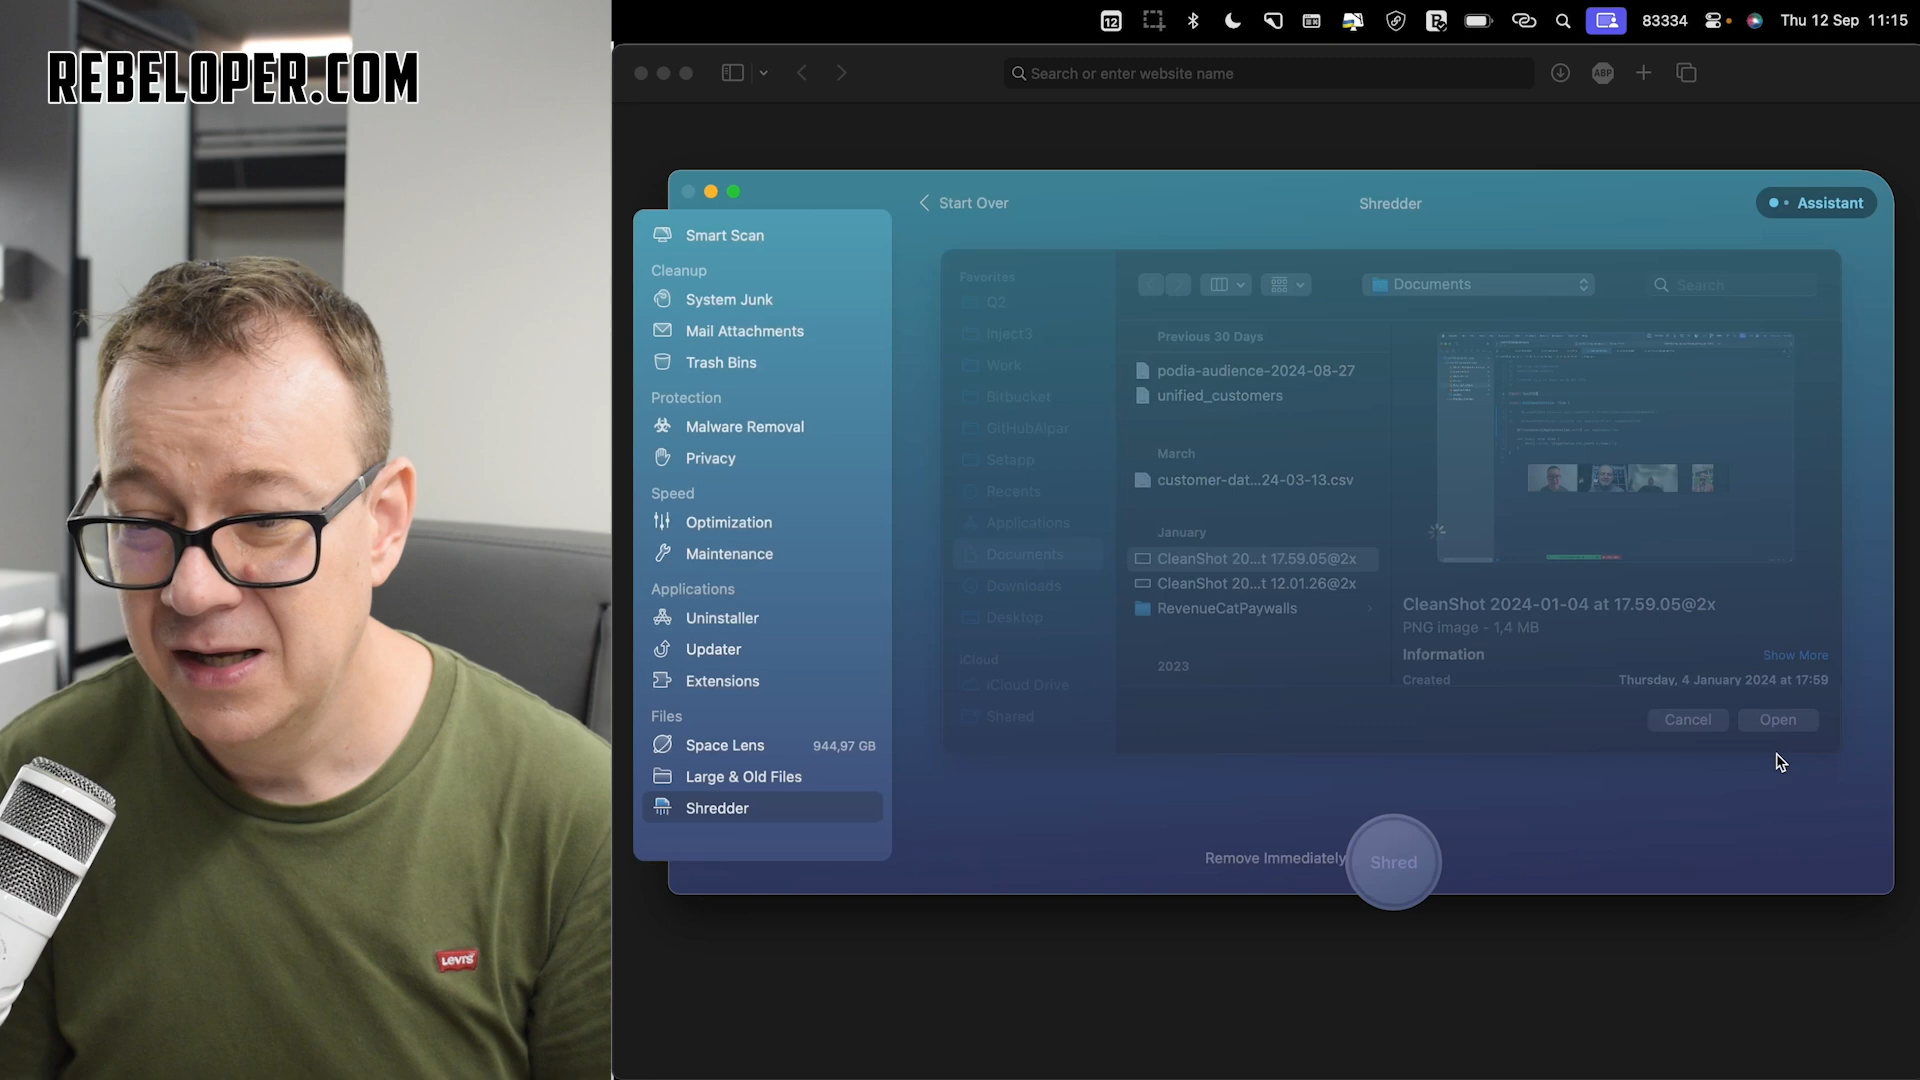 REBELOPER.COM
12
83334
Thu 12 Sep 11:15
Search or enter website name
ABP
Start Over
Shredder
Assistant
Smart Scan
Cleanup
System Junk
Mail Attachments
Trash Bins
Protection
Malware Removal
Privacy
Speed
Optimization
Maintenance
Applications
Uninstaller
Updater
Extensions
Files
Space Lens 944,97 GB
Large & Old Files
Shredder
Favorites
Q2
Inject3
Work
Bitbucket
GitHubAlpar
Setapp
Recents
Applications
Documents
Downloads
Desktop
iCloud
iCloud Drive
Shared
Documents
Search
Previous 30 Days
podia-audience-2024-08-27
unified_customers
March
customer-dat...24-03-13.csv
January
CleanShot 20...t 17.59.05@2x
CleanShot 20...t 12.01.26@2x
RevenueCatPaywalls
2023
CleanShot 2024-01-04 at 17.59.05@2x
PNG image - 1,4 MB
Information Show More
Created Thursday, 4 January 2024 at 17:59
Cancel Open
Remove Immediately
Shred
Levi's